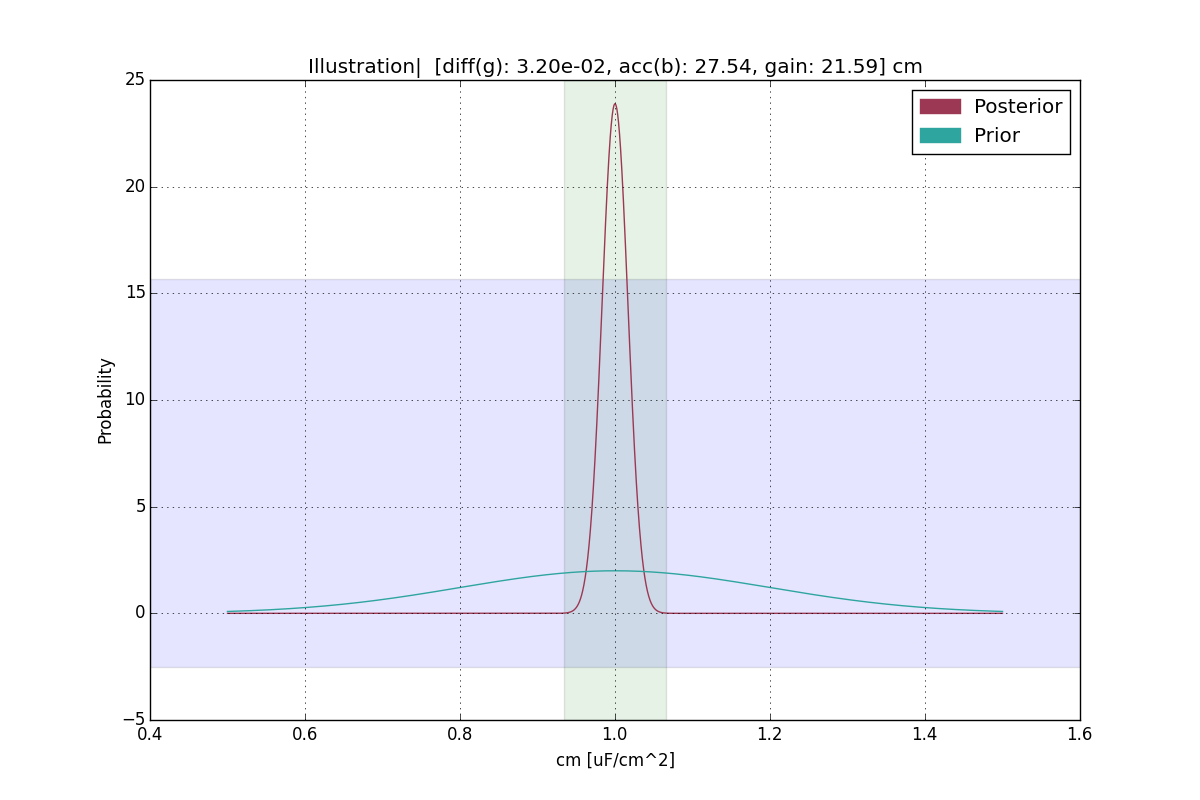 Illustration|  [diff(g): 3.20e-02, acc(b): 27.54, gain: 21.59] cm
25
20
15
10
5
0
−5
Probability
Posterior
Prior
0.4 0.6 0.8 1.0 1.2 1.4 1.6
cm [uF/cm^2]